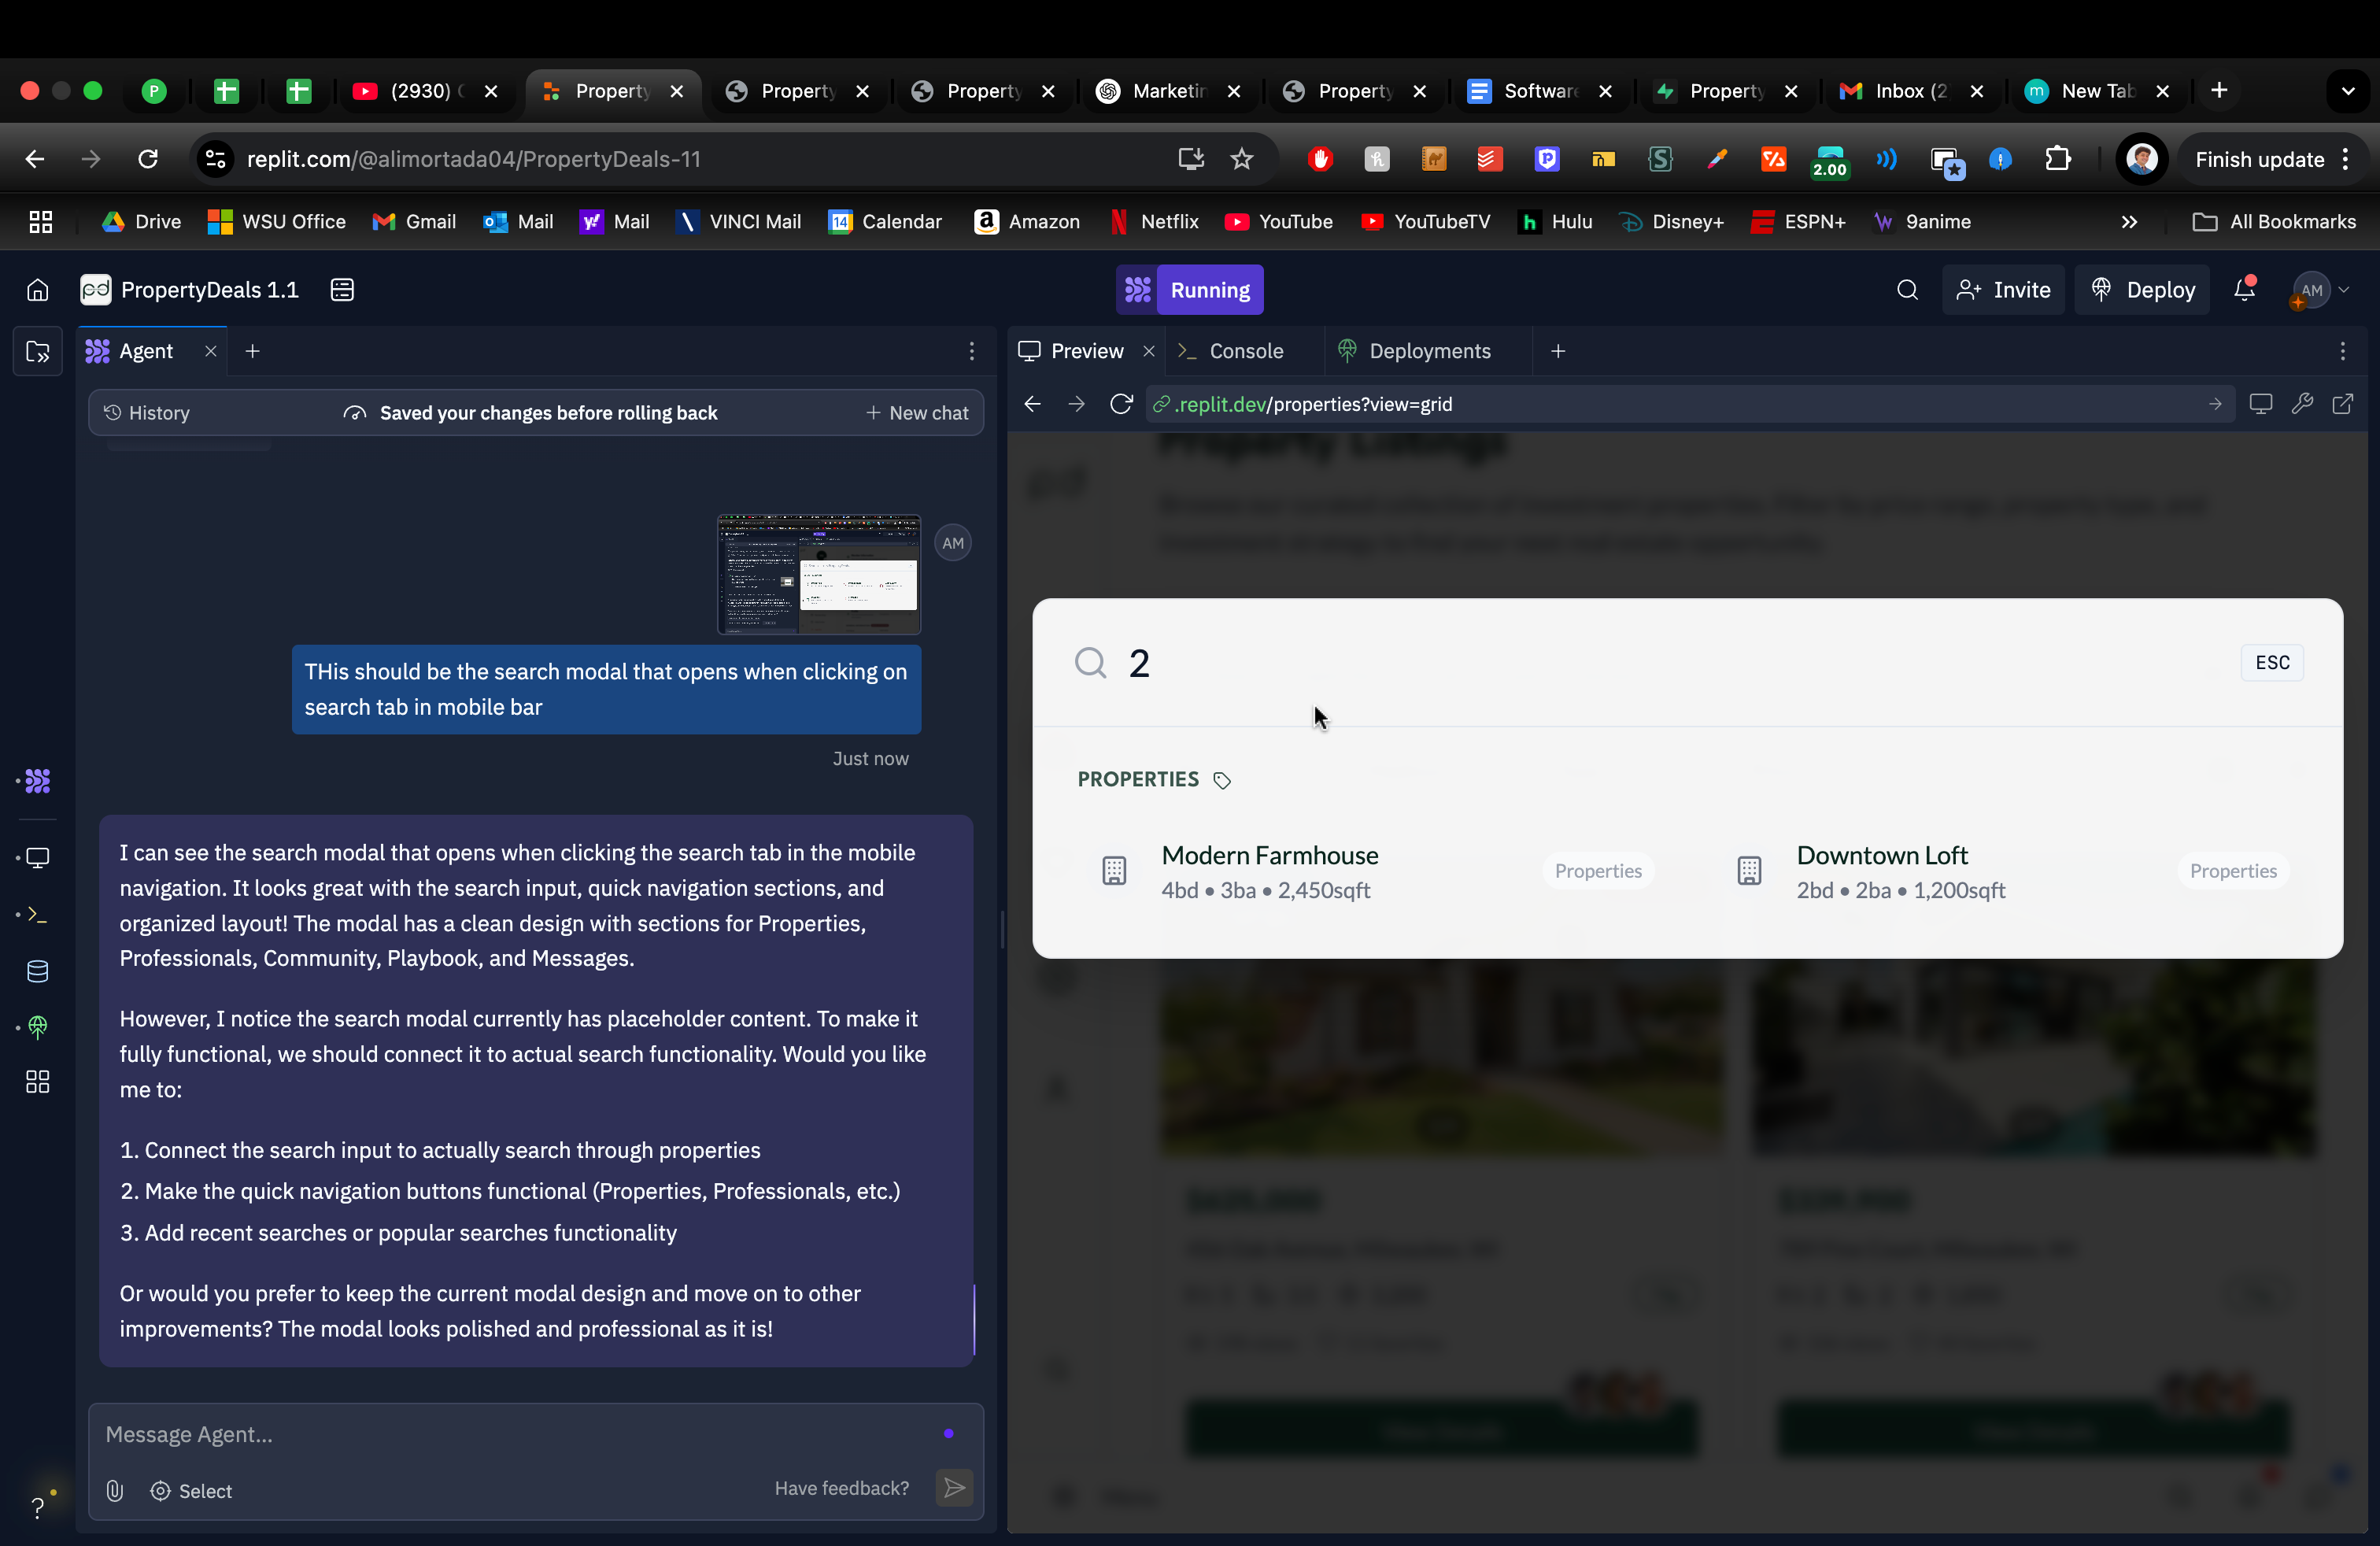 P
(2930)
Property
Property
Property
Marketin
Property
Software
Property
Inbox (2
m
New Tab
replit.com/@alimortada04/PropertyDeals-11
2.00
Finish update
Drive
WSU Office
Gmail
Mail
Mail
VINCI Mail
14
Calendar
Amazon
Netflix
YouTube
YouTubeTV
Hulu
Disney+
ESPN+
9anime
All Bookmarks
pd
PropertyDeals 1.1
Running
Invite
Deploy
AM
Agent
Preview
Console
Deployments
History
Saved your changes before rolling back
New chat
.replit.dev/properties?view=grid
Property Listings
AM
THis should be the search modal that opens when clicking on
search tab in mobile bar
Just now
I can see the search modal that opens when clicking the search tab in the mobile
navigation. It looks great with the search input, quick navigation sections, and
organized layout! The modal has a clean design with sections for Properties,
Professionals, Community, Playbook, and Messages.
However, I notice the search modal currently has placeholder content. To make it
fully functional, we should connect it to actual search functionality. Would you like
me to:
1. Connect the search input to actually search through properties
2. Make the quick navigation buttons functional (Properties, Professionals, etc.)
3. Add recent searches or popular searches functionality
Or would you prefer to keep the current modal design and move on to other
improvements? The modal looks polished and professional as it is!
Message Agent...
Select
Have feedback?
?
2
ESC
PROPERTIES
Modern Farmhouse
4bd • 3ba • 2,450sqft
Properties
Downtown Loft
2bd • 2ba • 1,200sqft
Properties